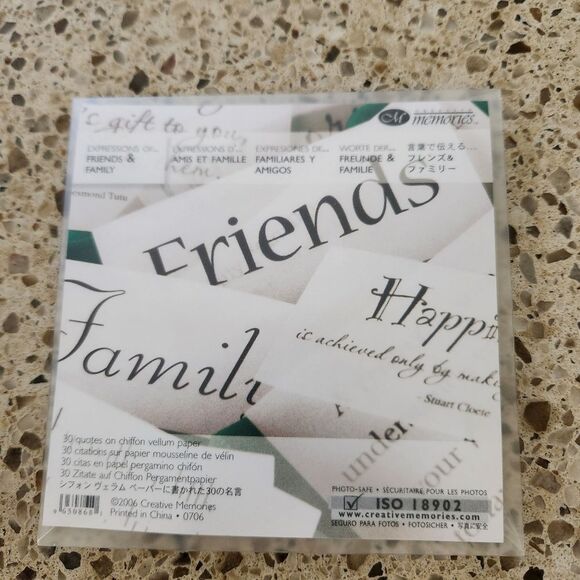 gift to you
memories.
EXPRESSIONS OF...
FRIENDS &
FAMILY
EXPRESSIONS D'...
AMIS ET FAMILLE
EXPRESIONES DE...
FAMILIARES Y
AMIGOS
WORTE DER...
FREUNDE &
FAMILIE
言葉で伝える...
フレンズ&
ファミリー
esmond Tutu
Friends
Happi
is achieved only by maki
- Stuart Cloete
Famil
under
your
30 quotes on chiffon vellum paper
30 citations sur papier mousseline de vélin
30 citas en papel pergamino chifón
30 Zitate auf Chiffon Pergamentpapier
シフォン ヴェラム ペーパーに書かれた30の名言
©2006 Creative Memories
Printed in China • 0706
PHOTO-SAFE • SÉCURITAIRE POUR LES PHOTOS
ISO 18902
www.creativememories.com
SEGURO PARA FOTOS • FOTOSICHER • 写真に安全